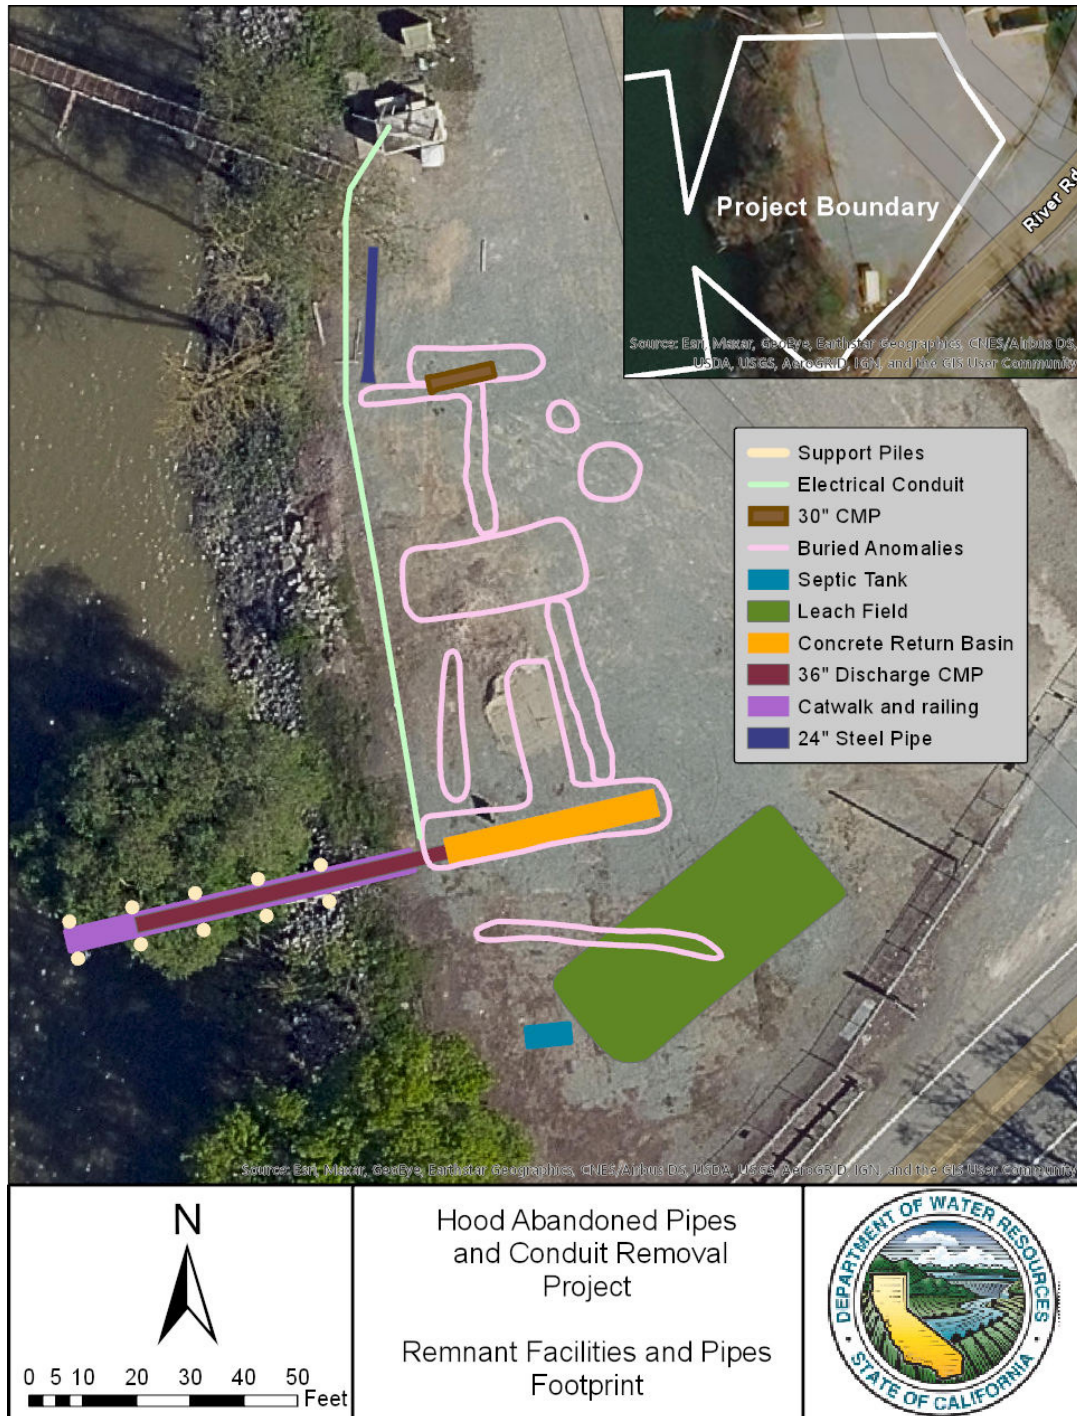 Project Boundary
River Rd
Source: Esri, Maxar, GeoEye, Earthstar Geographics, CNES/Airbus DS,
USDA, USGS, AeroGRID, IGN, and the GIS User Community
Support Piles
Electrical Conduit
30" CMP
Buried Anomalies
Septic Tank
Leach Field
Concrete Return Basin
36" Discharge CMP
Catwalk and railing
24" Steel Pipe
Source: Esri, Maxar, GeoEye, Earthstar Geographics, CNES/Airbus DS, USDA, USGS, AeroGRID, IGN, and the GIS User Community
N
0 5 10 20 30 40 50
Feet
Hood Abandoned Pipes
and Conduit Removal
Project
Remnant Facilities and Pipes
Footprint
DEPARTMENT OF WATER RESOURCES
STATE OF CALIFORNIA